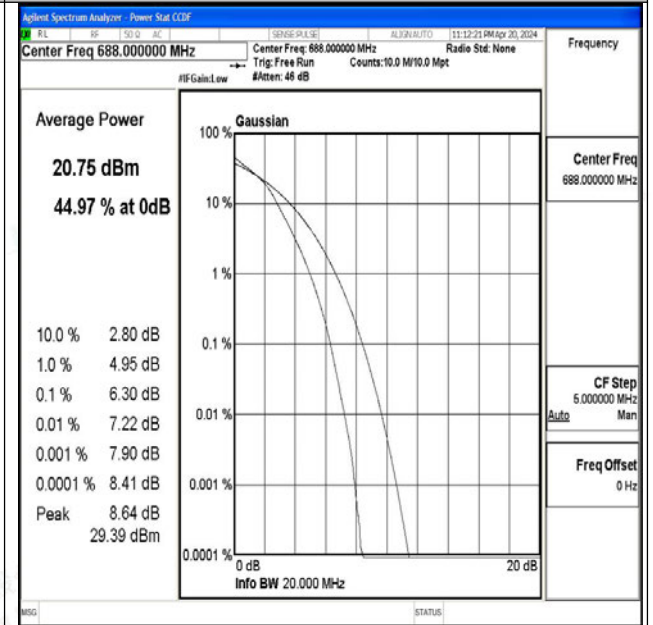 Agilent Spectrum Analyzer - Power Stat CCDF
RL RF 50 Ω AC SENSE:PULSE ALIGNAUTO 11:12:21 PM Apr 20, 2024
Center Freq 688.000000 MHz
Center Freq: 688.000000 MHz Radio Std: None
Trig: Free Run Counts:10.0 M/10.0 Mpt
#IFGain:Low #Atten: 46 dB
Frequency
Average Power
20.75 dBm
44.97 % at 0dB
10.0 % 2.80 dB
1.0 % 4.95 dB
0.1 % 6.30 dB
0.01 % 7.22 dB
0.001 % 7.90 dB
0.0001 % 8.41 dB
Peak 8.64 dB
29.39 dBm
Gaussian
100 %
10 %
1 %
0.1 %
0.01 %
0.001 %
0.0001 %
0 dB 20 dB
Info BW 20.000 MHz
Center Freq
688.000000 MHz
CF Step
5.000000 MHz
Auto Man
Freq Offset
0 Hz
MSG STATUS